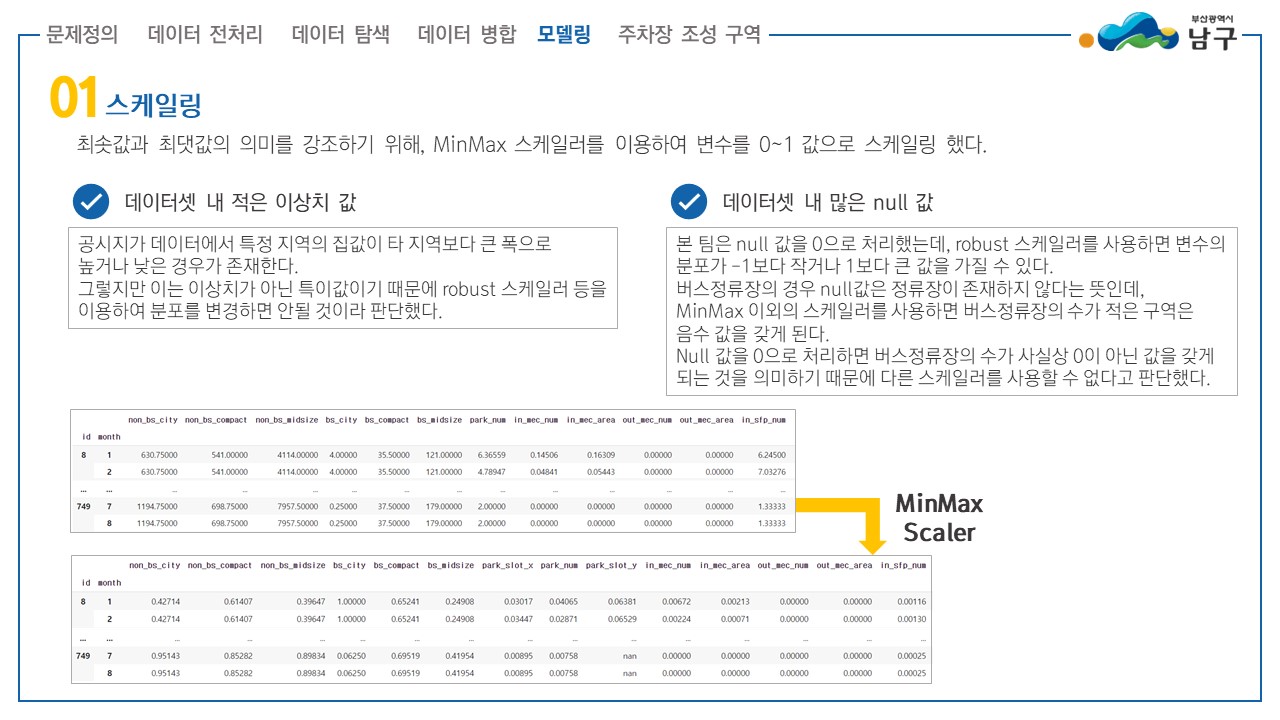 문제정의 데이터 전처리 데이터 탐색 데이터 병합 모델링 주차장 조성 구역
부산광역시
남구
01 스케일링
최솟값과 최댓값의 의미를 강조하기 위해, MinMax 스케일러를 이용하여 변수를 0~1 값으로 스케일링 했다.
데이터셋 내 적은 이상치 값
공시지가 데이터에서 특정 지역의 집값이 타 지역보다 큰 폭으로
높거나 낮은 경우가 존재한다.
그렇지만 이는 이상치가 아닌 특이값이기 때문에 robust 스케일러 등을
이용하여 분포를 변경하면 안될 것이라 판단했다.
데이터셋 내 많은 null 값
본 팀은 null 값을 0으로 처리했는데, robust 스케일러를 사용하면 변수의
분포가 -1보다 작거나 1보다 큰 값을 가질 수 있다.
버스정류장의 경우 null값은 정류장이 존재하지 않다는 뜻인데,
MinMax 이외의 스케일러를 사용하면 버스정류장의 수가 적은 구역은
음수 값을 갖게 된다.
Null 값을 0으로 처리하면 버스정류장의 수가 사실상 0이 아닌 값을 갖게
되는 것을 의미하기 때문에 다른 스케일러를 사용할 수 없다고 판단했다.
non_bs_city non_bs_compact non_bs_midsize bs_city bs_compact bs_midsize park_num in_mec_num in_mec_area out_mec_num out_mec_area in_sfp_num
id month
8 1 630.75000 541.00000 4114.00000 4.00000 35.50000 121.00000 6.36559 0.14506 0.16309 0.00000 0.00000 6.24500
2 630.75000 541.00000 4114.00000 4.00000 35.50000 121.00000 4.78947 0.04841 0.05443 0.00000 0.00000 7.03276
... ... ... ... ... ... ... ... ... ... ... ... ... ...
749 7 1194.75000 698.75000 7957.50000 0.25000 37.50000 179.00000 2.00000 0.00000 0.00000 0.00000 0.00000 1.33333
8 1194.75000 698.75000 7957.50000 0.25000 37.50000 179.00000 2.00000 0.00000 0.00000 0.00000 0.00000 1.33333
MinMax
Scaler
non_bs_city non_bs_compact non_bs_midsize bs_city bs_compact bs_midsize park_slot_x park_num park_slot_y in_mec_num in_mec_area out_mec_num out_mec_area in_sfp_num
id month
8 1 0.42714 0.61407 0.39647 1.00000 0.65241 0.24908 0.03017 0.04065 0.06381 0.00672 0.00213 0.00000 0.00000 0.00116
2 0.42714 0.61407 0.39647 1.00000 0.65241 0.24908 0.03447 0.02871 0.06529 0.00224 0.00071 0.00000 0.00000 0.00130
... ... ... ... ... ... ... ... ... ... ... ... ... ... ... ...
749 7 0.95143 0.85282 0.89834 0.06250 0.69519 0.41954 0.00895 0.00758 nan 0.00000 0.00000 0.00000 0.00000 0.00025
8 0.95143 0.85282 0.89834 0.06250 0.69519 0.41954 0.00895 0.00758 nan 0.00000 0.00000 0.00000 0.00000 0.00025